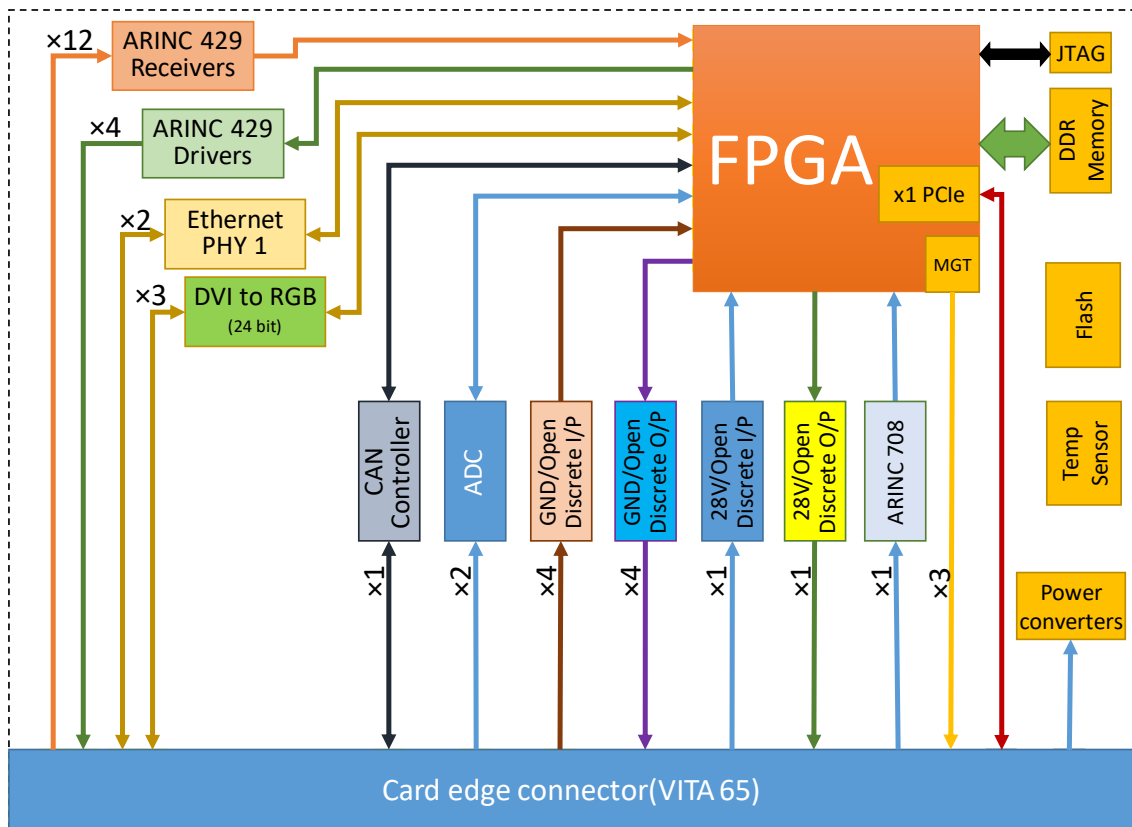 ×12
ARINC 429
Receivers
×4
ARINC 429
Drivers
×2
Ethernet
PHY 1
×3
DVI to RGB
(24 bit)
FPGA
x1 PCIe
MGT
JTAG
DDR
Memory
Flash
Temp
Sensor
Power
converters
CAN
Controller
ADC
GND/Open
Discrete I/P
GND/Open
Discrete O/P
28V/Open
Discrete I/P
28V/Open
Discrete O/P
ARINC 708
×1
×2
×4
×4
×1
×1
×1
×3
Card edge connector(VITA 65)